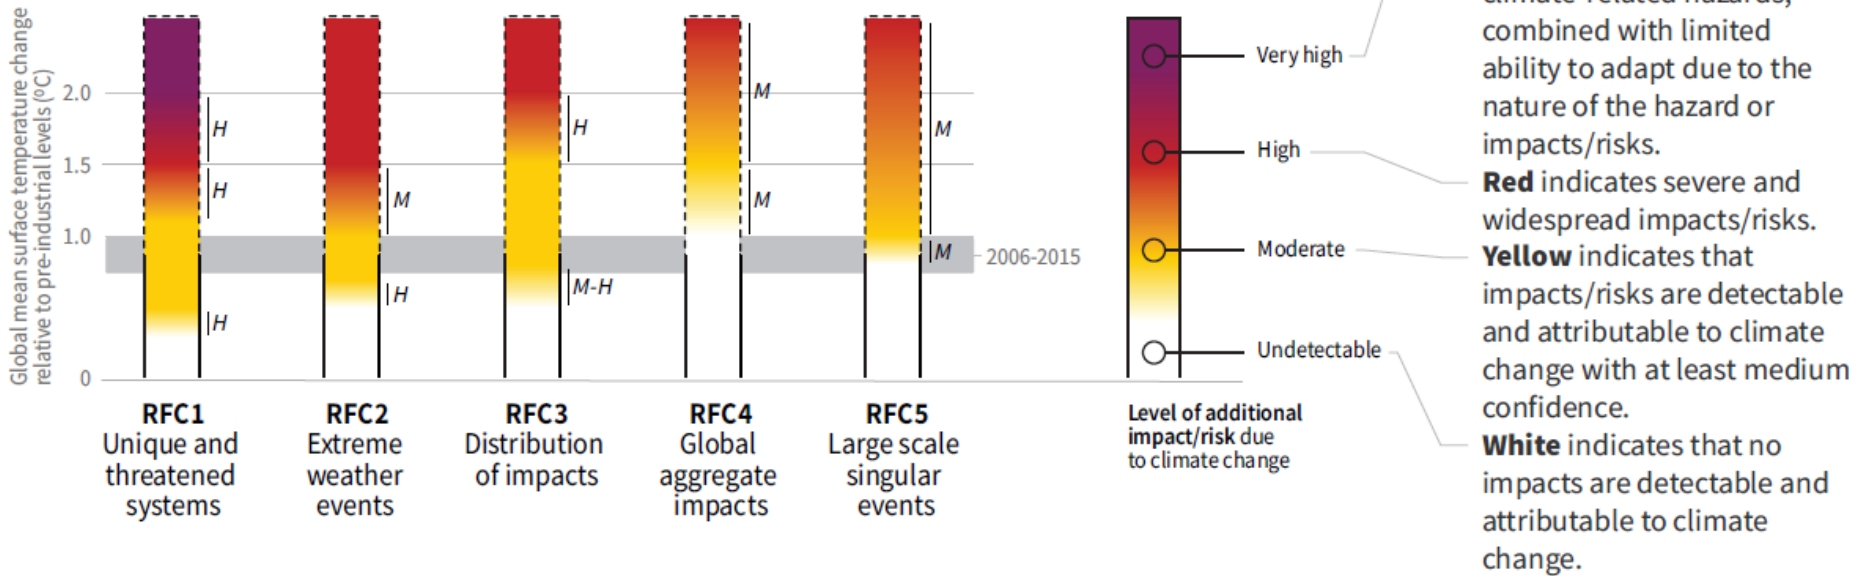 Global mean surface temperature change
relative to pre-industrial levels (ºC)
2.0
1.5
1.0
0
H
H
H
M
H
H
M-H
M
M
M
M
2006-2015
RFC1
Unique and
threatened
systems
RFC2
Extreme
weather
events
RFC3
Distribution
of impacts
RFC4
Global
aggregate
impacts
RFC5
Large scale
singular
events
Very high
High
Moderate
Undetectable
Level of additional
impact/risk due
to climate change
combined with limited
ability to adapt due to the
nature of the hazard or
impacts/risks.
Red indicates severe and
widespread impacts/risks.
Yellow indicates that
impacts/risks are detectable
and attributable to climate
change with at least medium
confidence.
White indicates that no
impacts are detectable and
attributable to climate
change.